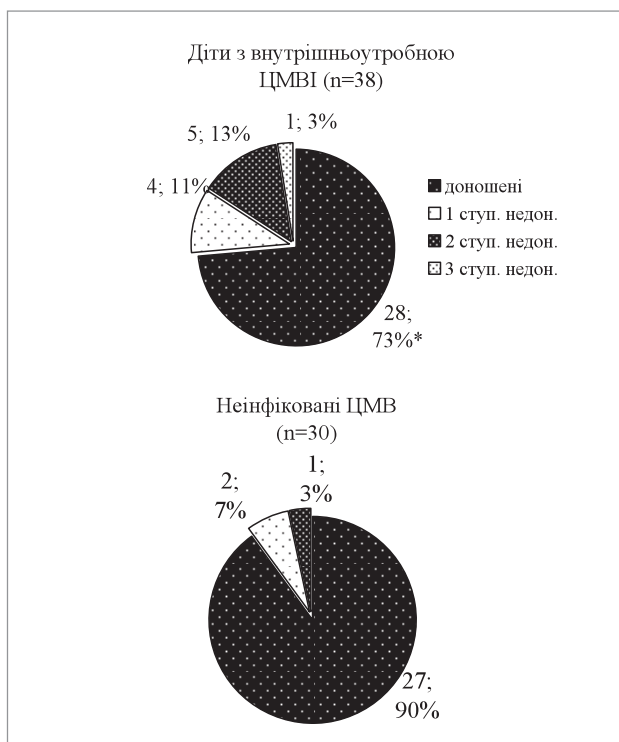 Діти з внутрішньоутробною
ЦМВІ (n=38)
5; 13%
1; 3%
4; 11%
доношені
1 ступ. недон.
2 ступ. недон.
3 ступ. недон.
28;
73%*
Неінфіковані ЦМВ
(n=30)
2;
7%
1;
3%
27;
90%